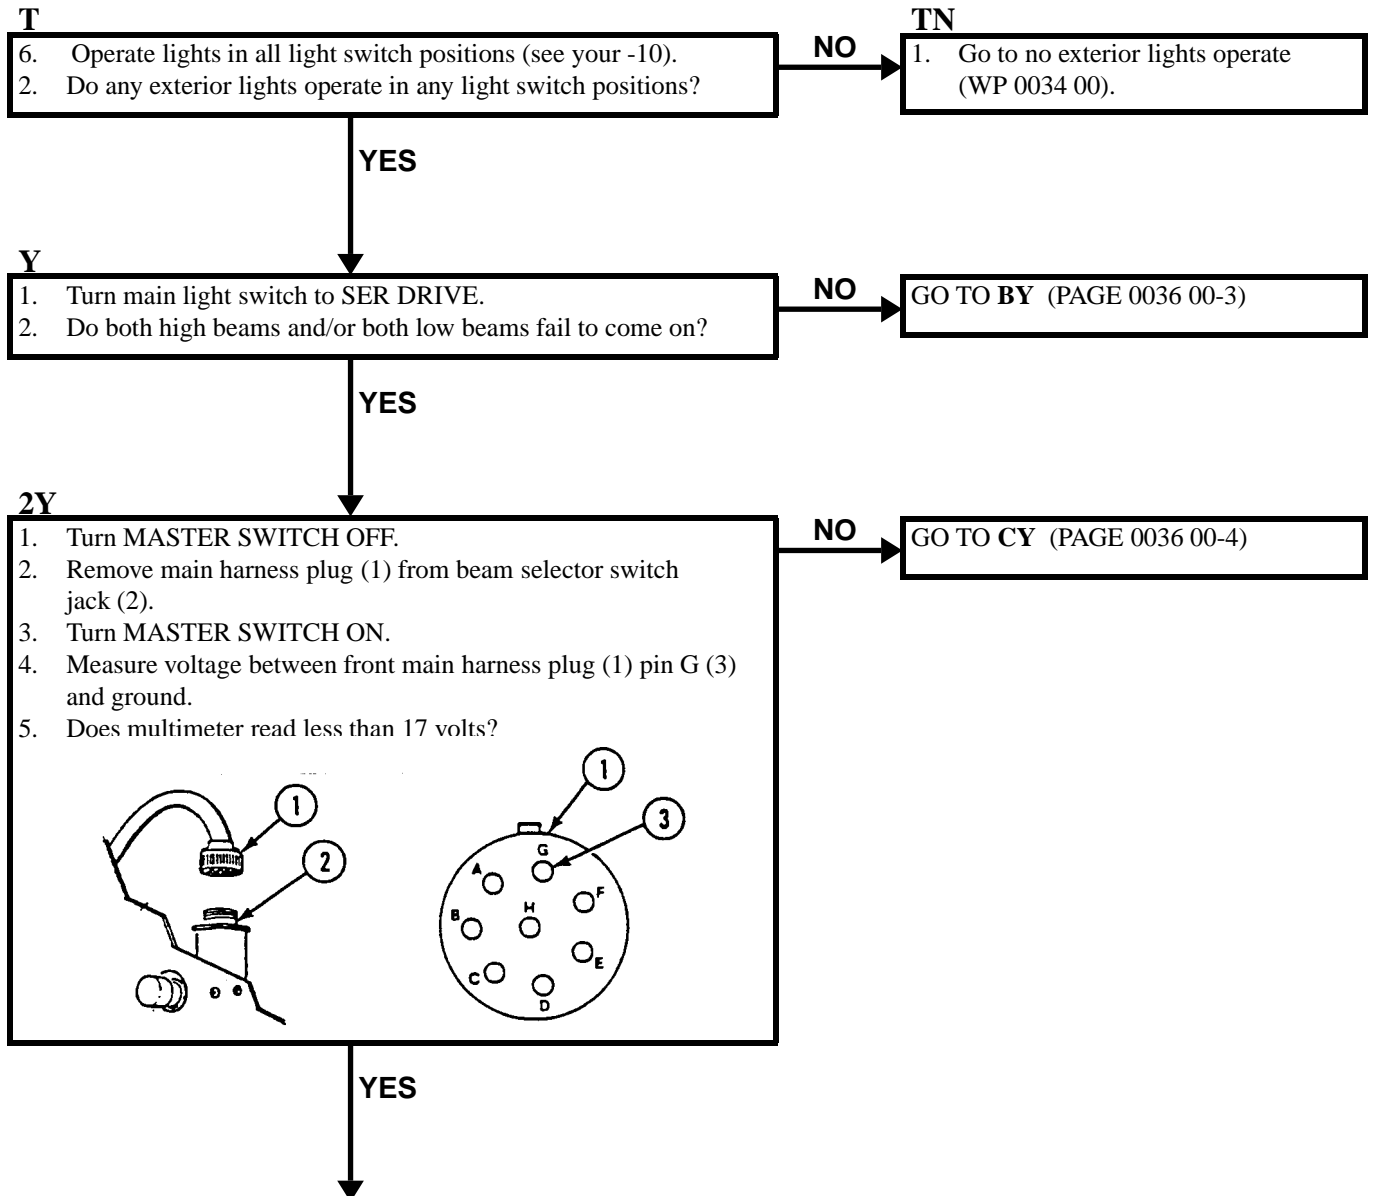 T
6. Operate lights in all light switch positions (see your -10).
2. Do any exterior lights operate in any light switch positions?
NO
TN
1. Go to no exterior lights operate
(WP 0034 00).
YES
Y
1. Turn main light switch to SER DRIVE.
2. Do both high beams and/or both low beams fail to come on?
NO
GO TO BY (PAGE 0036 00-3)
YES
2Y
1. Turn MASTER SWITCH OFF.
2. Remove main harness plug (1) from beam selector switch
jack (2).
3. Turn MASTER SWITCH ON.
4. Measure voltage between front main harness plug (1) pin G (3)
and ground.
5. Does multimeter read less than 17 volts?
NO
GO TO CY (PAGE 0036 00-4)
1
2
1
3
G
A
F
B
H
E
C
D
YES